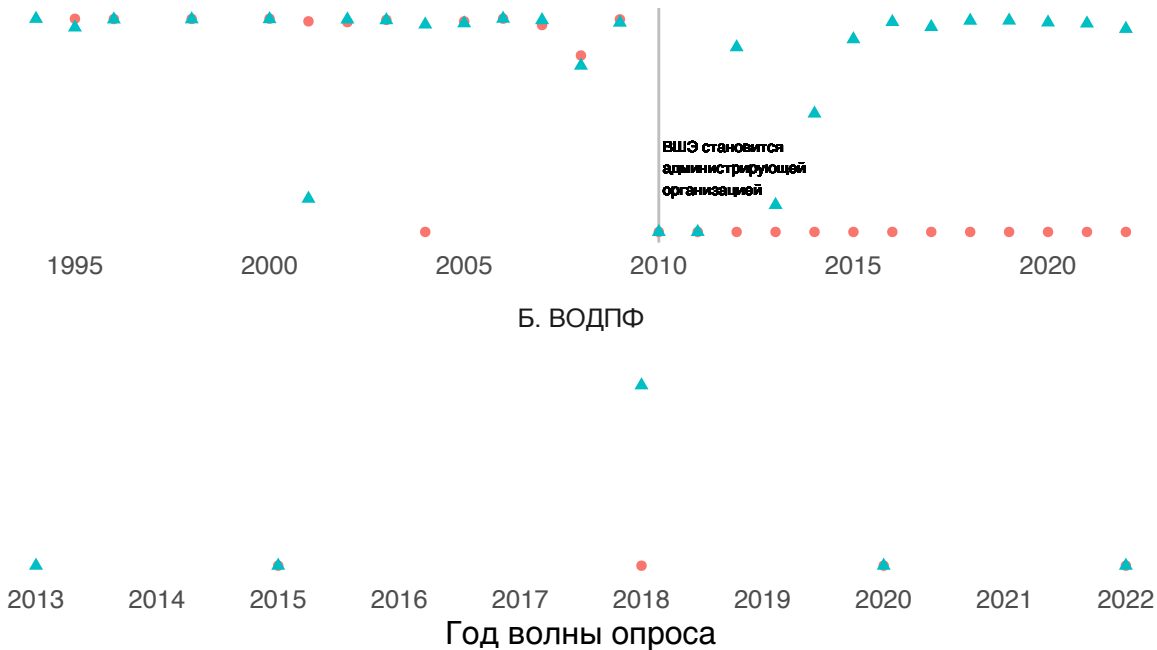 ВШЭ становится
администрирующей
организацией
1995 2000 2005 2010 2015 2020
Б. ВОДПФ
2013 2014 2015 2016 2017 2018 2019 2020 2021 2022
Год волны опроса